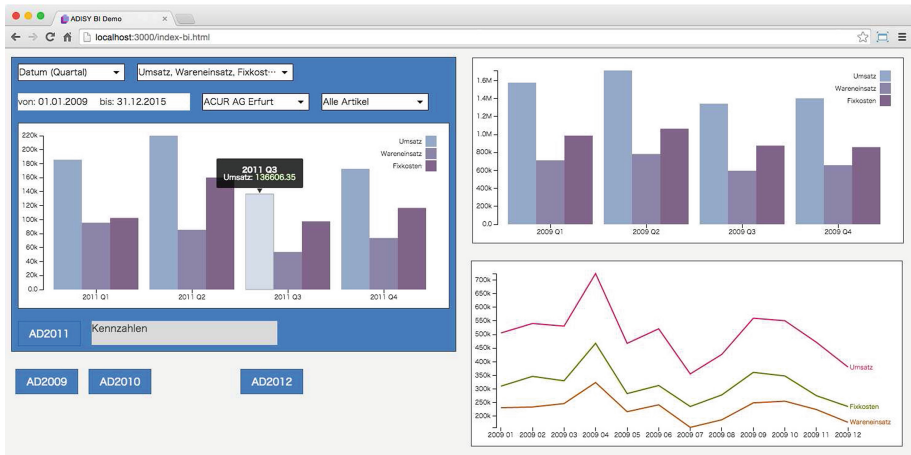 ADISY BI Demo
localhost:3000/index-bi.html
Datum (Quartal)
Umsatz, Wareneinsatz, Fixkost···
von: 01.01.2009 bis: 31.12.2015
ACUR AG Erfurt
Alle Artikel
220k
200k
180k
160k
140k
120k
100k
80k
60k
40k
20k
0.0
Umsatz
Wareneinsatz
Fixkosten
2011 Q3
Umsatz: 136606.35
2011 Q1 2011 Q2 2011 Q3 2011 Q4
AD2011
Kennzahlen
AD2009 AD2010 AD2012
1.6M
1.4M
1.2M
1.0M
800k
600k
400k
200k
0.0
Umsatz
Wareneinsatz
Fixkosten
2009 Q1 2009 Q2 2009 Q3 2009 Q4
700k
650k
600k
550k
500k
450k
400k
350k
300k
250k
200k
Umsatz
Fixkosten
Wareneinsatz
2009 01 2009 02 2009 03 2009 04 2009 05 2009 06 2009 07 2009 08 2009 09 2009 10 2009 11 2009 12